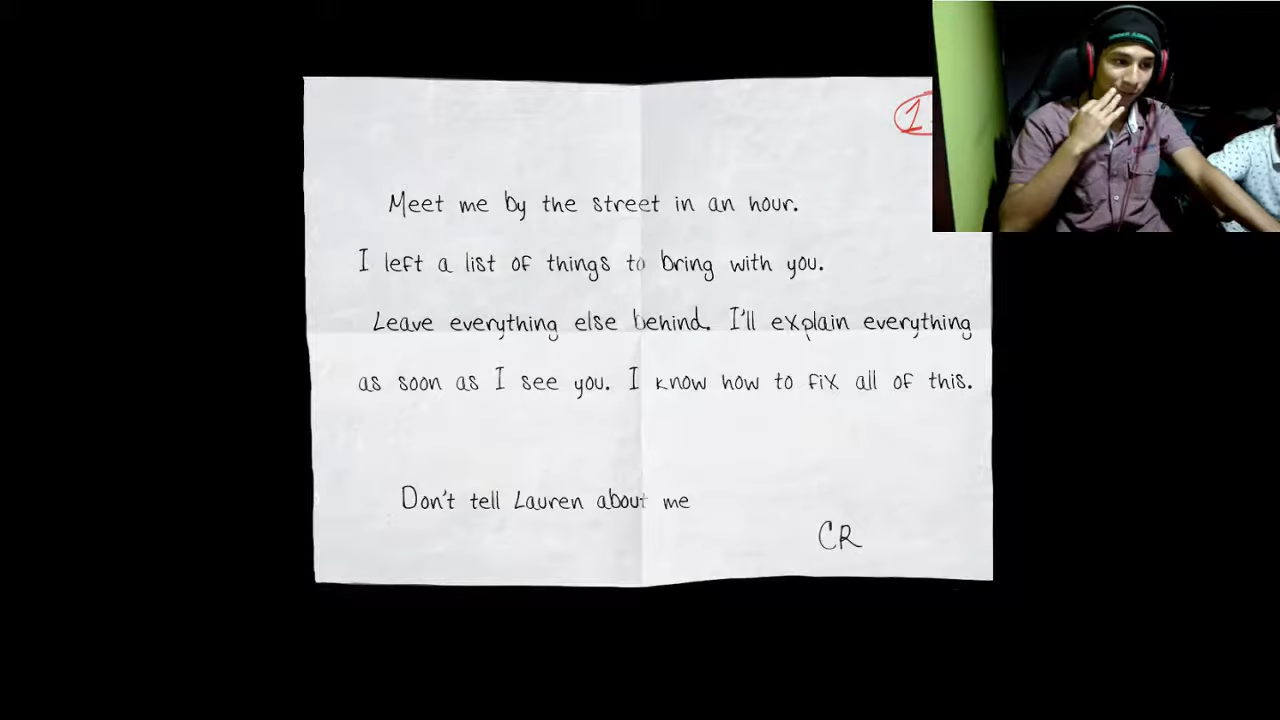 1
Meet me by the street in an hour.
I left a list of things to bring with you.
Leave everything else behind. I'll explain everything
as soon as I see you. I know how to fix all of this.
Don't tell Lauren about me
CR